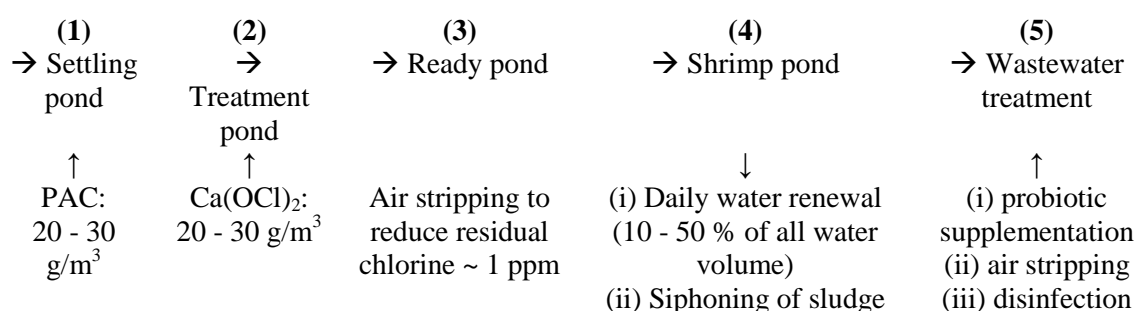 (1) (2) (3) (4) (5)
→ Settling pond
→ Treatment pond
→ Ready pond
→ Shrimp pond
→ Wastewater treatment
↑ ↑ ↓ ↑
PAC:
20 - 30
g/m³
Ca(OCl)₂:
20 - 30 g/m³
Air stripping to
reduce residual
chlorine ~ 1 ppm
(i) Daily water renewal
(10 - 50 % of all water
volume)
(ii) Siphoning of sludge
(i) probiotic
supplementation
(ii) air stripping
(iii) disinfection